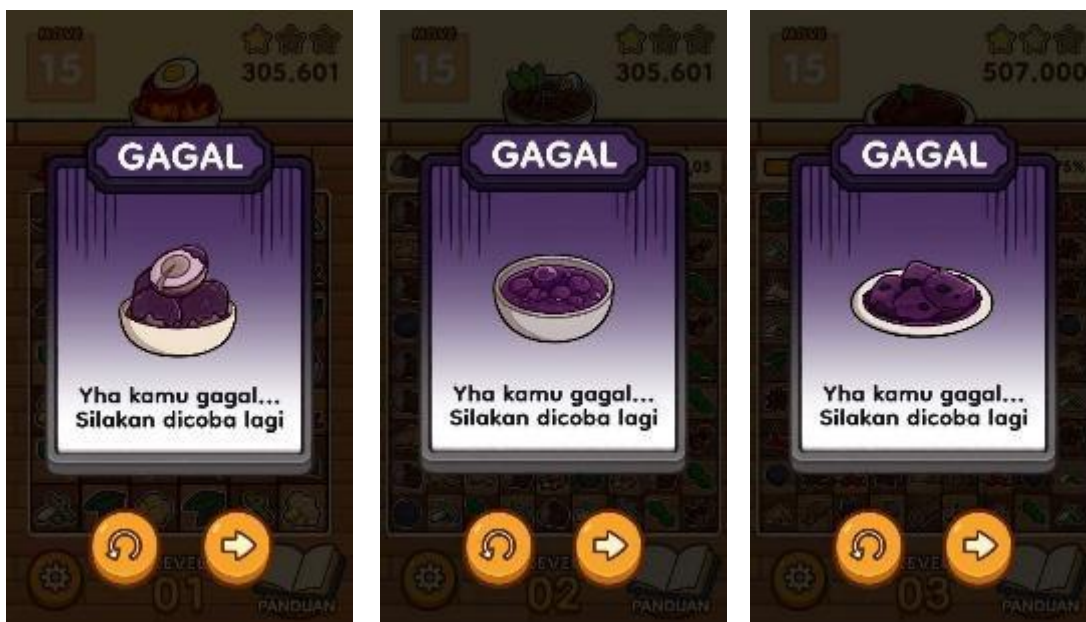 MOVE
15
305.601
GAGAL
Yha kamu gagal...
Silakan dicoba lagi
LEVEL
01
PANDUAN
MOVE
15
305.601
GAGAL
Yha kamu gagal...
Silakan dicoba lagi
LEVEL
02
PANDUAN
MOVE
15
507.000
GAGAL
Yha kamu gagal...
Silakan dicoba lagi
LEVEL
03
PANDUAN